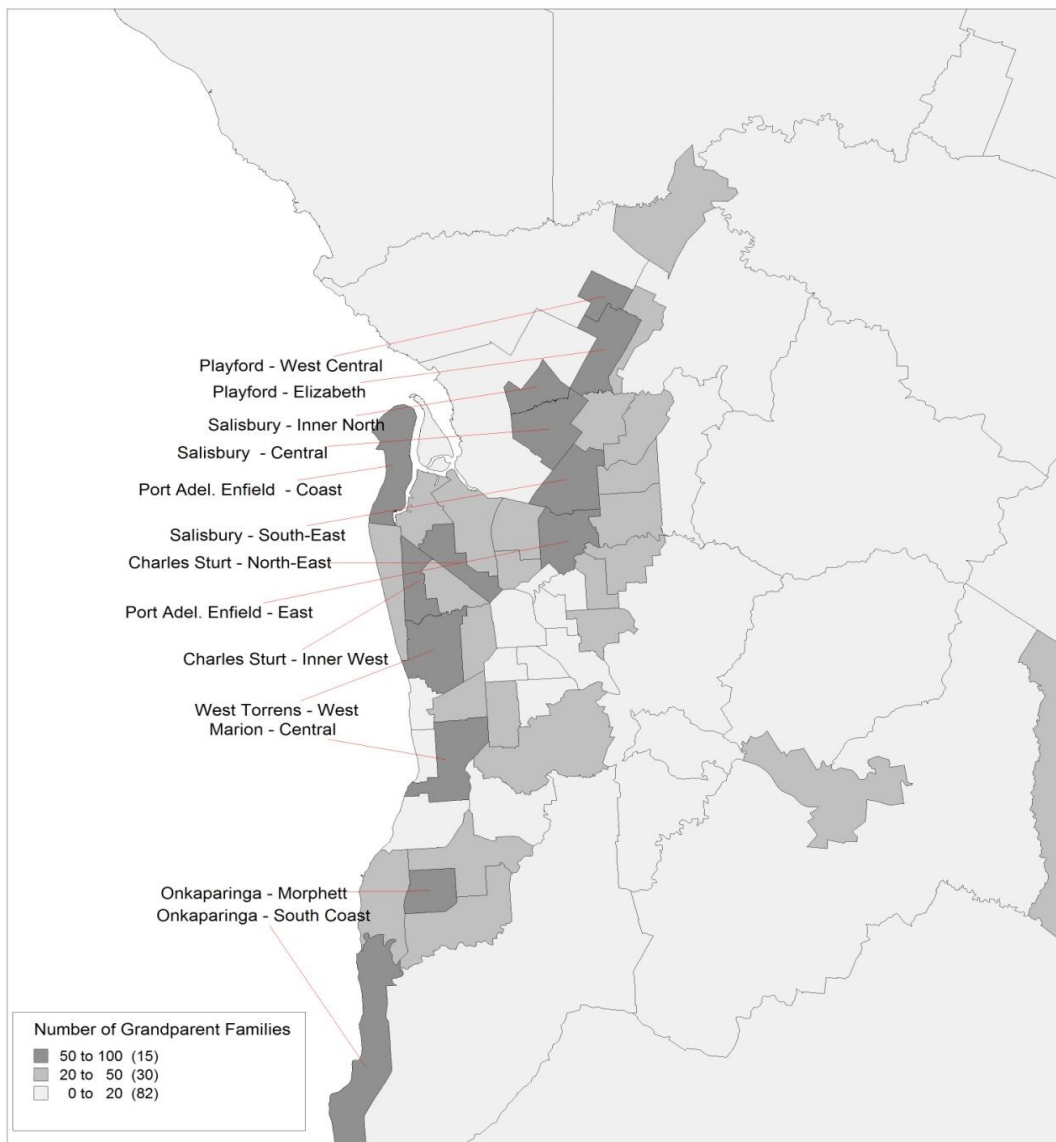 Playford - West Central
Playford - Elizabeth
Salisbury - Inner North
Salisbury - Central
Port Adel. Enfield - Coast
Salisbury - South-East
Charles Sturt - North-East
Port Adel. Enfield - East
Charles Sturt - Inner West
West Torrens - West
Marion - Central
Onkaparinga - Morphett
Onkaparinga - South Coast
Number of Grandparent Families
50 to 100 (15)
20 to 50 (30)
0 to 20 (82)